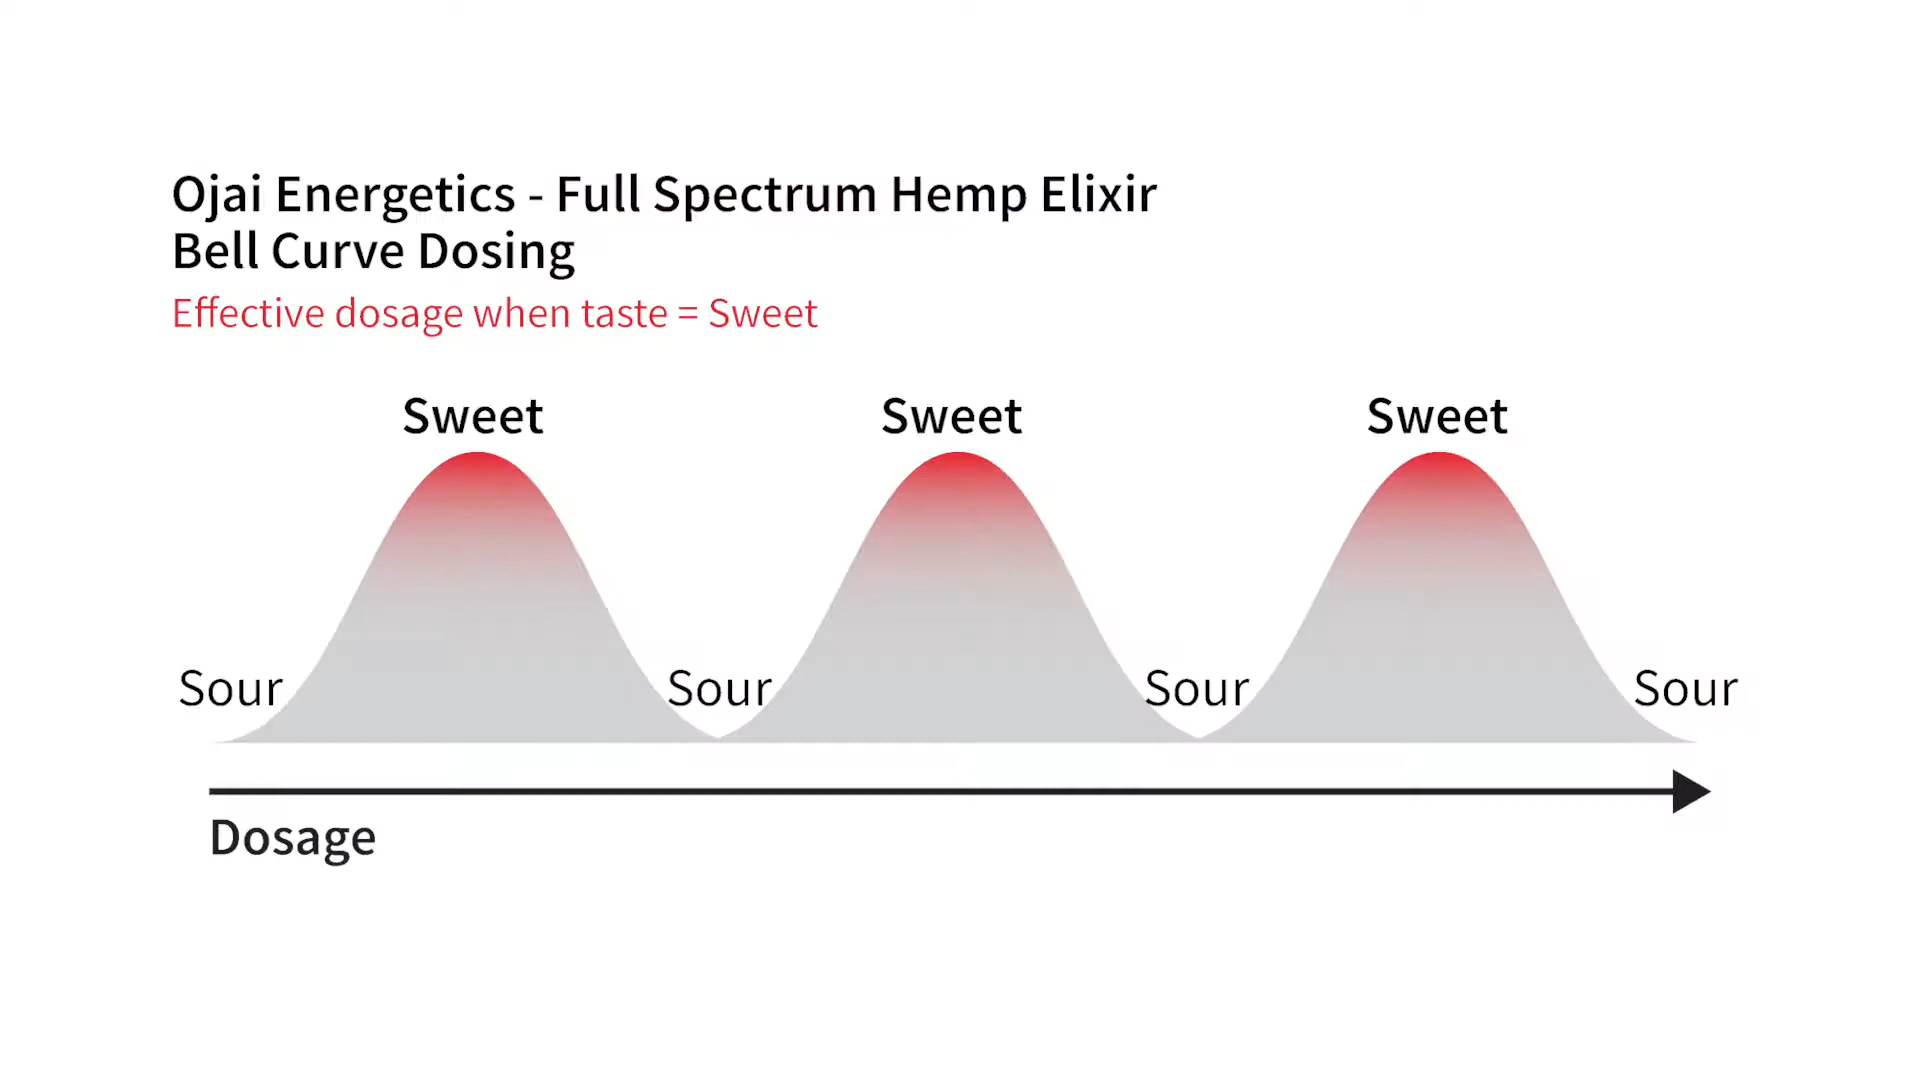 Ojai Energetics - Full Spectrum Hemp Elixir
Bell Curve Dosing
Effective dosage when taste = Sweet
Sweet Sweet Sweet
Sour Sour Sour Sour
Dosage